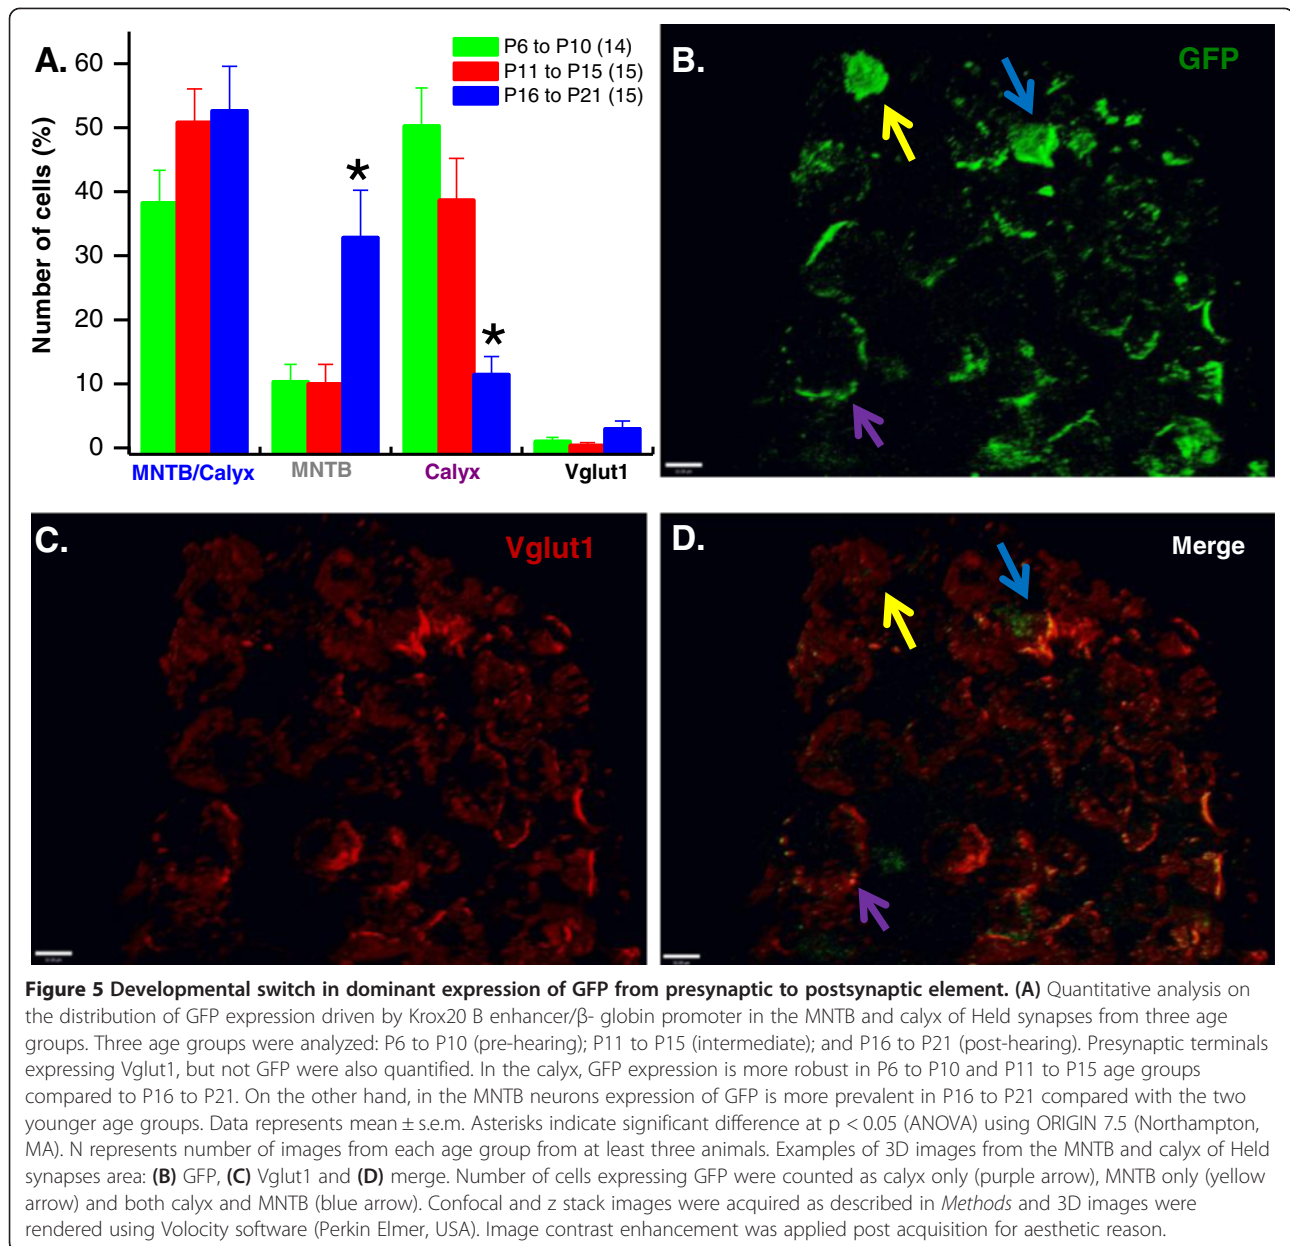 A.
P6 to P10 (14)
P11 to P15 (15)
P16 to P21 (15)
Number of cells (%)
60
50
40
30
20
10
0
*
*
MNTB/Calyx
MNTB
Calyx
Vglut1
B.
GFP
C.
Vglut1
D.
Merge
Figure 5 Developmental switch in dominant expression of GFP from presynaptic to postsynaptic element. (A) Quantitative analysis on
the distribution of GFP expression driven by Krox20 B enhancer/β- globin promoter in the MNTB and calyx of Held synapses from three age
groups. Three age groups were analyzed: P6 to P10 (pre-hearing); P11 to P15 (intermediate); and P16 to P21 (post-hearing). Presynaptic terminals
expressing Vglut1, but not GFP were also quantified. In the calyx, GFP expression is more robust in P6 to P10 and P11 to P15 age groups
compared to P16 to P21. On the other hand, in the MNTB neurons expression of GFP is more prevalent in P16 to P21 compared with the two
younger age groups. Data represents mean ± s.e.m. Asterisks indicate significant difference at p < 0.05 (ANOVA) using ORIGIN 7.5 (Northampton,
MA). N represents number of images from each age group from at least three animals. Examples of 3D images from the MNTB and calyx of Held
synapses area: (B) GFP, (C) Vglut1 and (D) merge. Number of cells expressing GFP were counted as calyx only (purple arrow), MNTB only (yellow
arrow) and both calyx and MNTB (blue arrow). Confocal and z stack images were acquired as described in Methods and 3D images were
rendered using Volocity software (Perkin Elmer, USA). Image contrast enhancement was applied post acquisition for aesthetic reason.